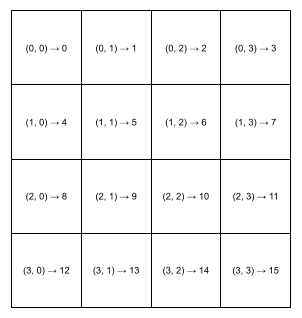 (0, 0) → 0 (0, 1) → 1 (0, 2) → 2 (0, 3) → 3
(1, 0) → 4 (1, 1) → 5 (1, 2) → 6 (1, 3) → 7
(2, 0) → 8 (2, 1) → 9 (2, 2) → 10 (2, 3) → 11
(3, 0) → 12 (3, 1) → 13 (3, 2) → 14 (3, 3) → 15